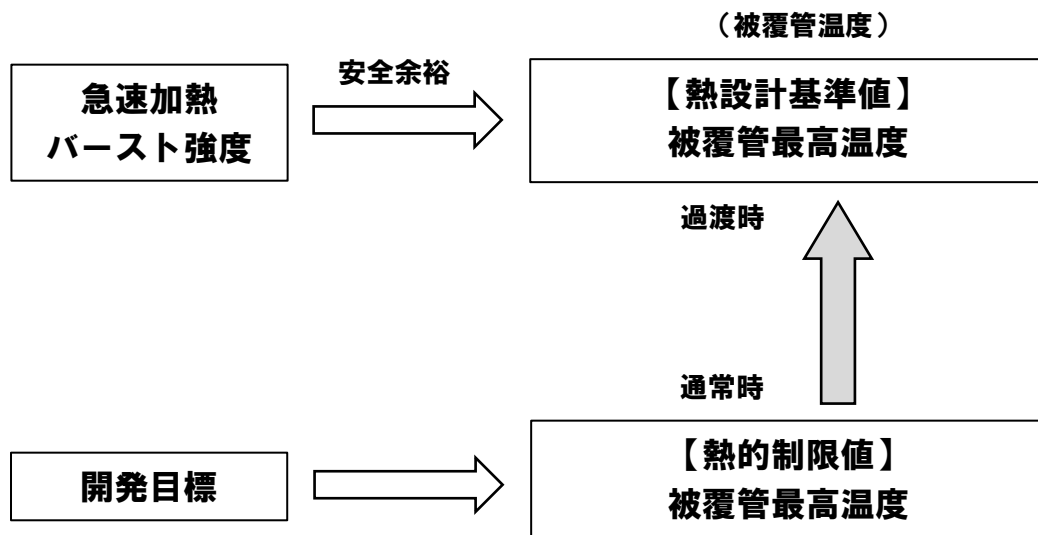 （被覆管温度）
急速加熱
バースト強度
安全余裕
【熱設計基準値】
被覆管最高温度
過渡時
通常時
開発目標
【熱的制限値】
被覆管最高温度